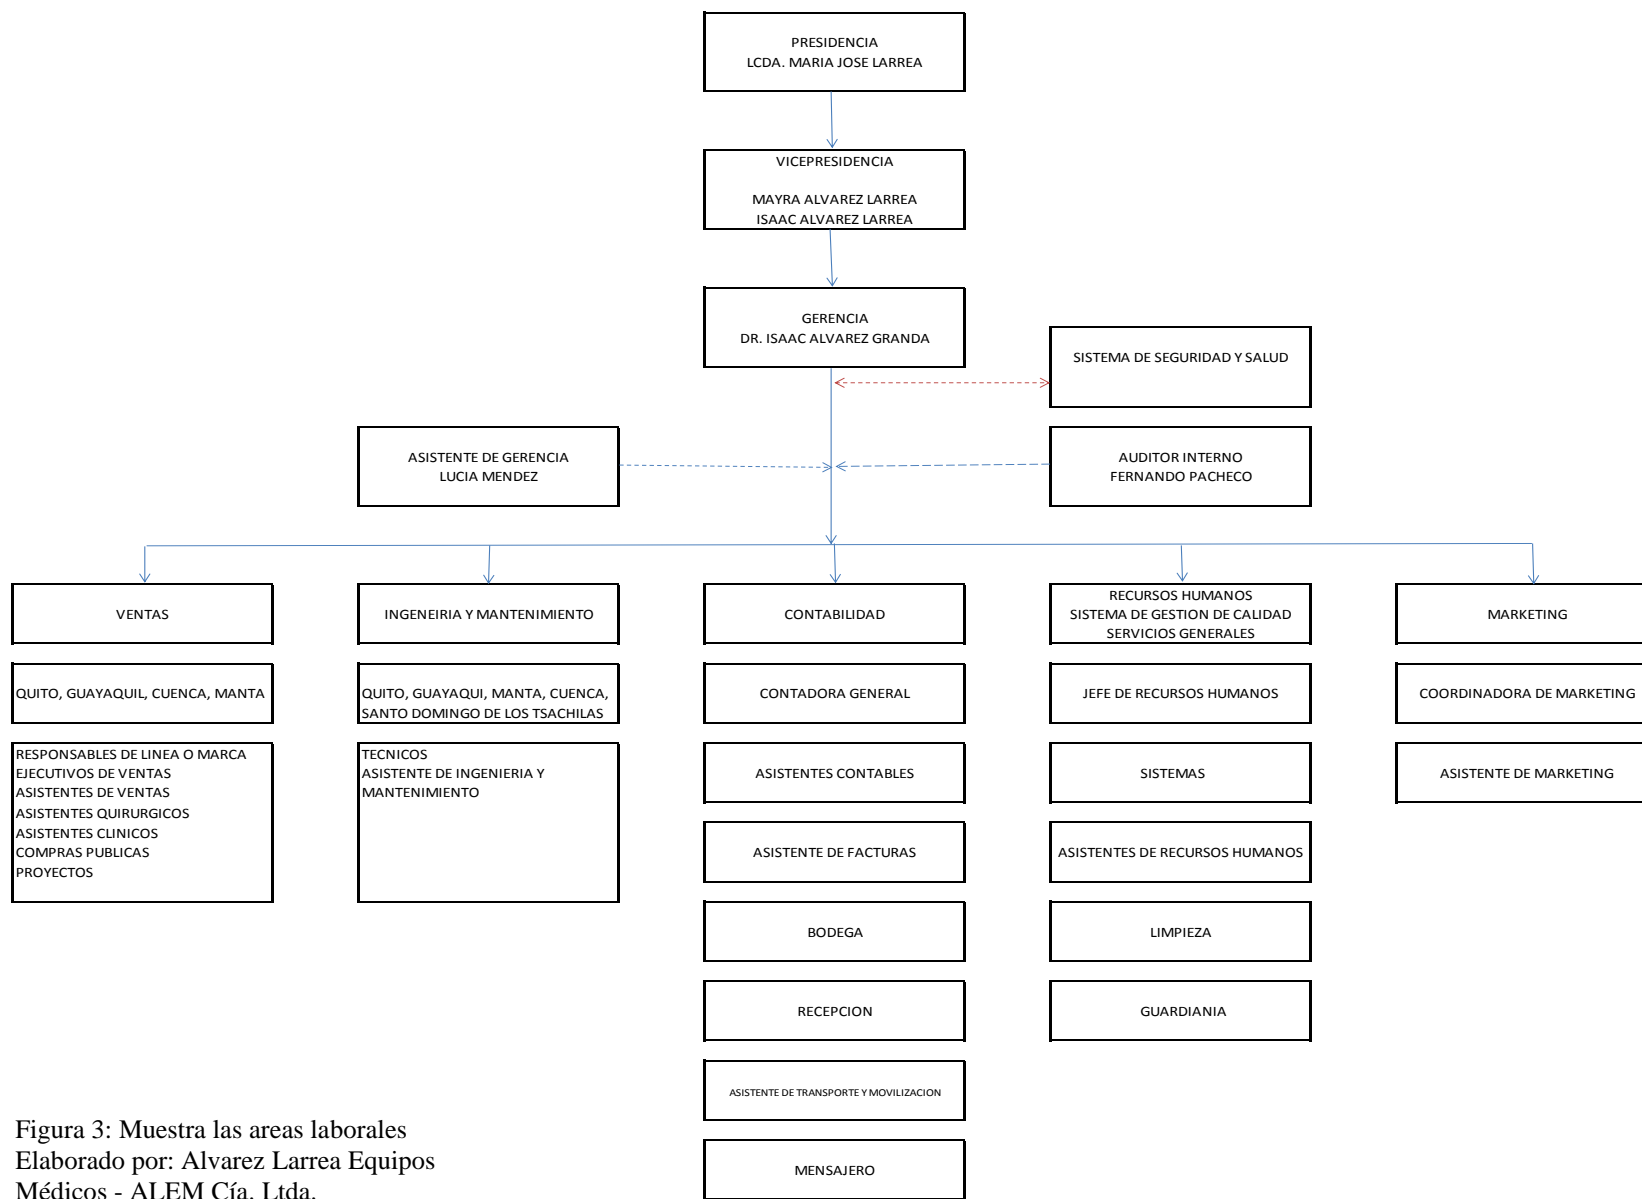 PRESIDENCIA
LCDA. MARIA JOSE LARREA
VICEPRESIDENCIA
MAYRA ALVAREZ LARREA
ISAAC ALVAREZ LARREA
GERENCIA
DR. ISAAC ALVAREZ GRANDA
SISTEMA DE SEGURIDAD Y SALUD
ASISTENTE DE GERENCIA
LUCIA MENDEZ
AUDITOR INTERNO
FERNANDO PACHECO
VENTAS
QUITO, GUAYAQUIL, CUENCA, MANTA
RESPONSABLES DE LINEA O MARCA
EJECUTIVOS DE VENTAS
ASISTENTES DE VENTAS
ASISTENTES QUIRURGICOS
ASISTENTES CLINICOS
COMPRAS PUBLICAS
PROYECTOS
INGENEIRIA Y MANTENIMIENTO
QUITO, GUAYAQUI, MANTA, CUENCA,
SANTO DOMINGO DE LOS TSACHILAS
TECNICOS
ASISTENTE DE INGENIERIA Y
MANTENIMIENTO
CONTABILIDAD
CONTADORA GENERAL
ASISTENTES CONTABLES
ASISTENTE DE FACTURAS
BODEGA
RECEPCION
ASISTENTE DE TRANSPORTE Y MOVILIZACION
MENSAJERO
RECURSOS HUMANOS
SISTEMA DE GESTION DE CALIDAD
SERVICIOS GENERALES
JEFE DE RECURSOS HUMANOS
SISTEMAS
ASISTENTES DE RECURSOS HUMANOS
LIMPIEZA
GUARDIANIA
MARKETING
COORDINADORA DE MARKETING
ASISTENTE DE MARKETING
Figura 3: Muestra las areas laborales
Elaborado por: Alvarez Larrea Equipos
Médicos - ALEM Cía. Ltda.